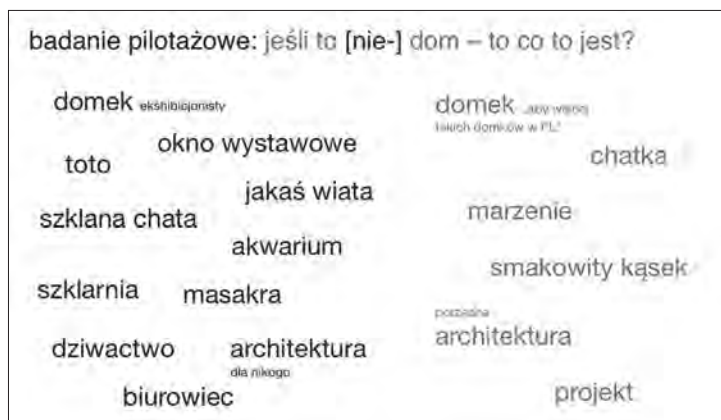 badanie pilotażowe: jeśli to [nie-] dom – to co to jest?
domek ekshibicjonisty
okno wystawowe
toto
jakaś wiata
szklana chata
akwarium
szklarnia
masakra
dziwactwo
architektura
dla nikogo
biurowiec
domek ..aby więcej
takich domków w PL!
chatka
marzenie
smakowity kąsek
porządna
architektura
projekt